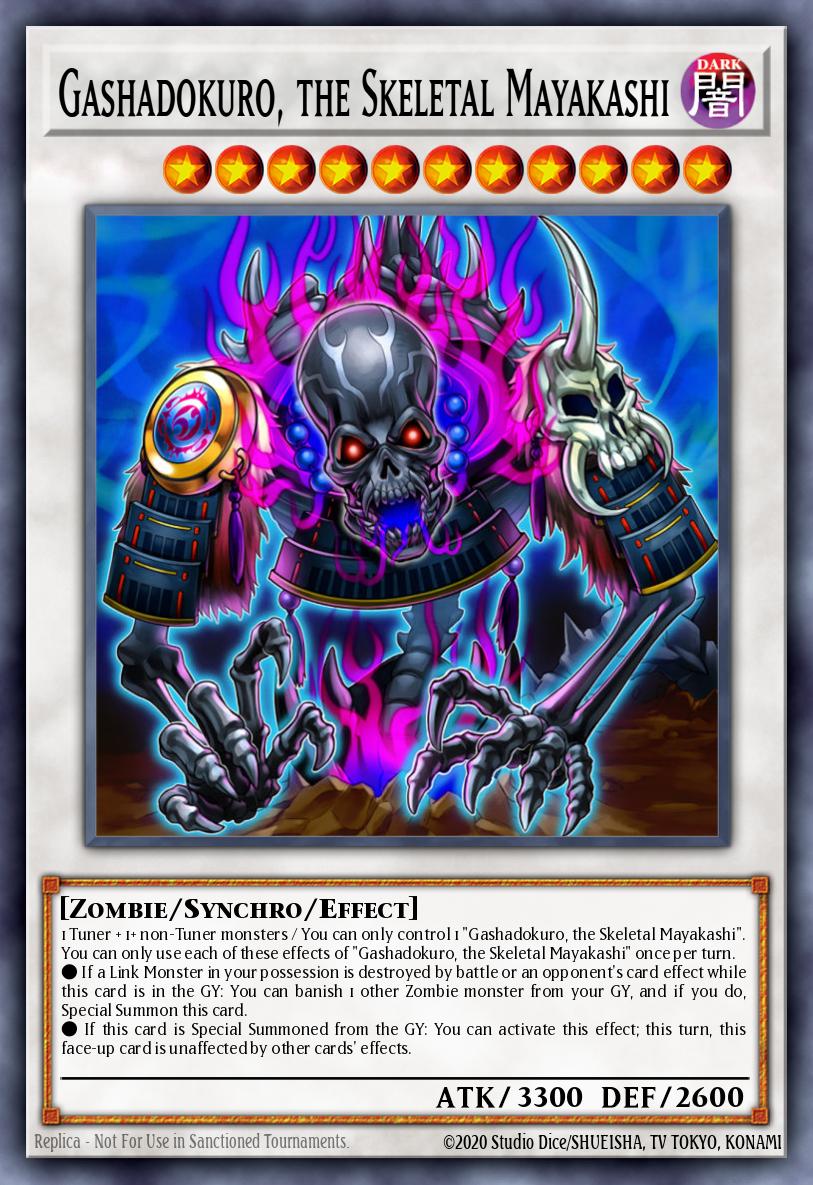 GASHADOKURO, THE SKELETAL MAYAKASHI
DARK
闇
[ZOMBIE/SYNCHRO/EFFECT]
1 Tuner + 1+ non-Tuner monsters / You can only control 1 "Gashadokuro, the Skeletal Mayakashi".
You can only use each of these effects of "Gashadokuro, the Skeletal Mayakashi" once per turn.
● If a Link Monster in your possession is destroyed by battle or an opponent's card effect while
this card is in the GY: You can banish 1 other Zombie monster from your GY, and if you do,
Special Summon this card.
● If this card is Special Summoned from the GY: You can activate this effect; this turn, this
face-up card is unaffected by other cards' effects.
ATK/3300 DEF/2600
Replica - Not For Use in Sanctioned Tournaments.
©2020 Studio Dice/SHUEISHA, TV TOKYO, KONAMI